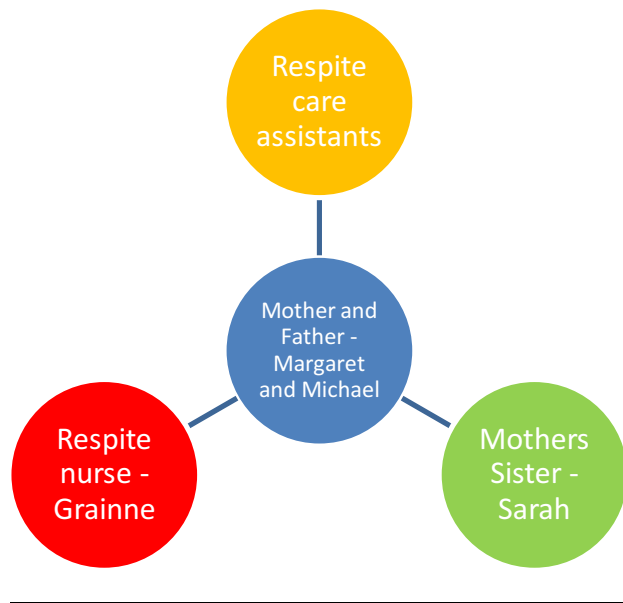 Respite
care
assistants
Mother and
Father -
Margaret
and Michael
Respite
nurse -
Grainne
Mothers
Sister -
Sarah